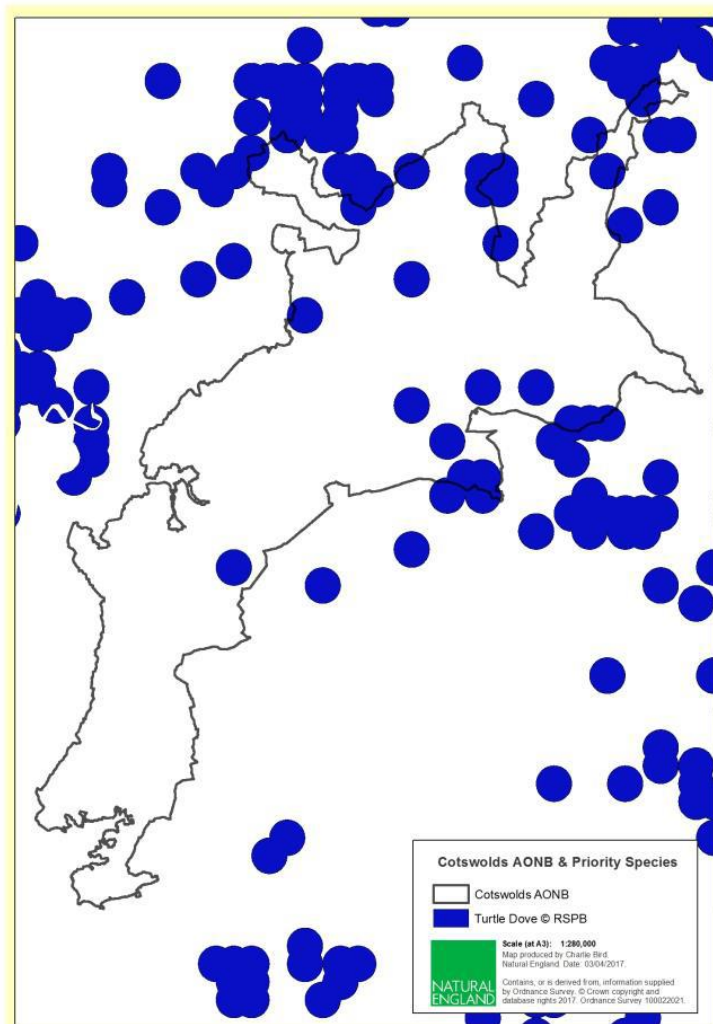 Cotswolds AONB & Priority Species
Cotswolds AONB
Turtle Dove © RSPB
NATURAL
ENGLAND
Scale (at A3): 1:280,000
Map produced by Charlie Bird.
Natural England. Date: 03/04/2017.
Contains, or is derived from, information supplied
by Ordnance Survey. © Crown copyright and
database rights 2017. Ordnance Survey 100022021.